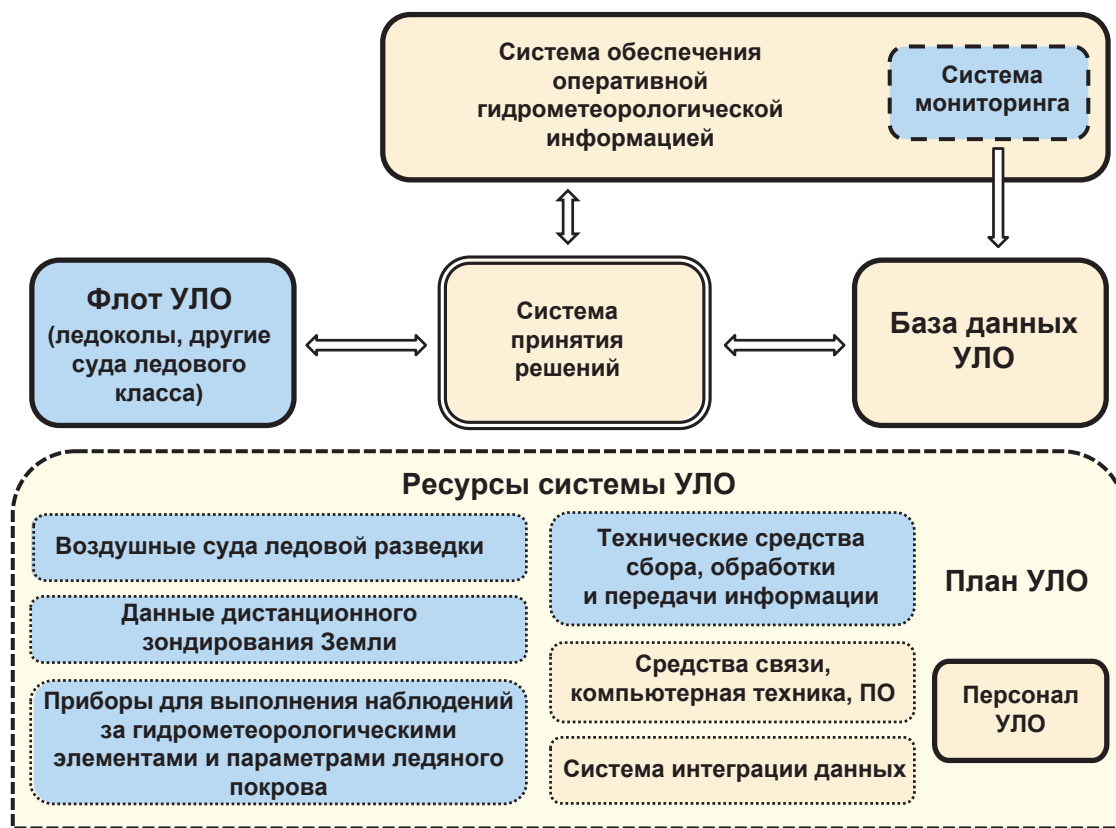 Система обеспечения
оперативной
гидрометеорологической
информацией
Система
мониторинга
Флот УЛО
(ледоколы, другие
суда ледового
класса)
Система
принятия
решений
База данных
УЛО
Ресурсы системы УЛО
Воздушные суда ледовой разведки
Данные дистанционного
зондирования Земли
Приборы для выполнения наблюдений
за гидрометеорологическими
элементами и параметрами ледяного
покрова
Технические средства
сбора, обработки
и передачи информации
Средства связи,
компьютерная техника, ПО
Система интеграции данных
План УЛО
Персонал
УЛО